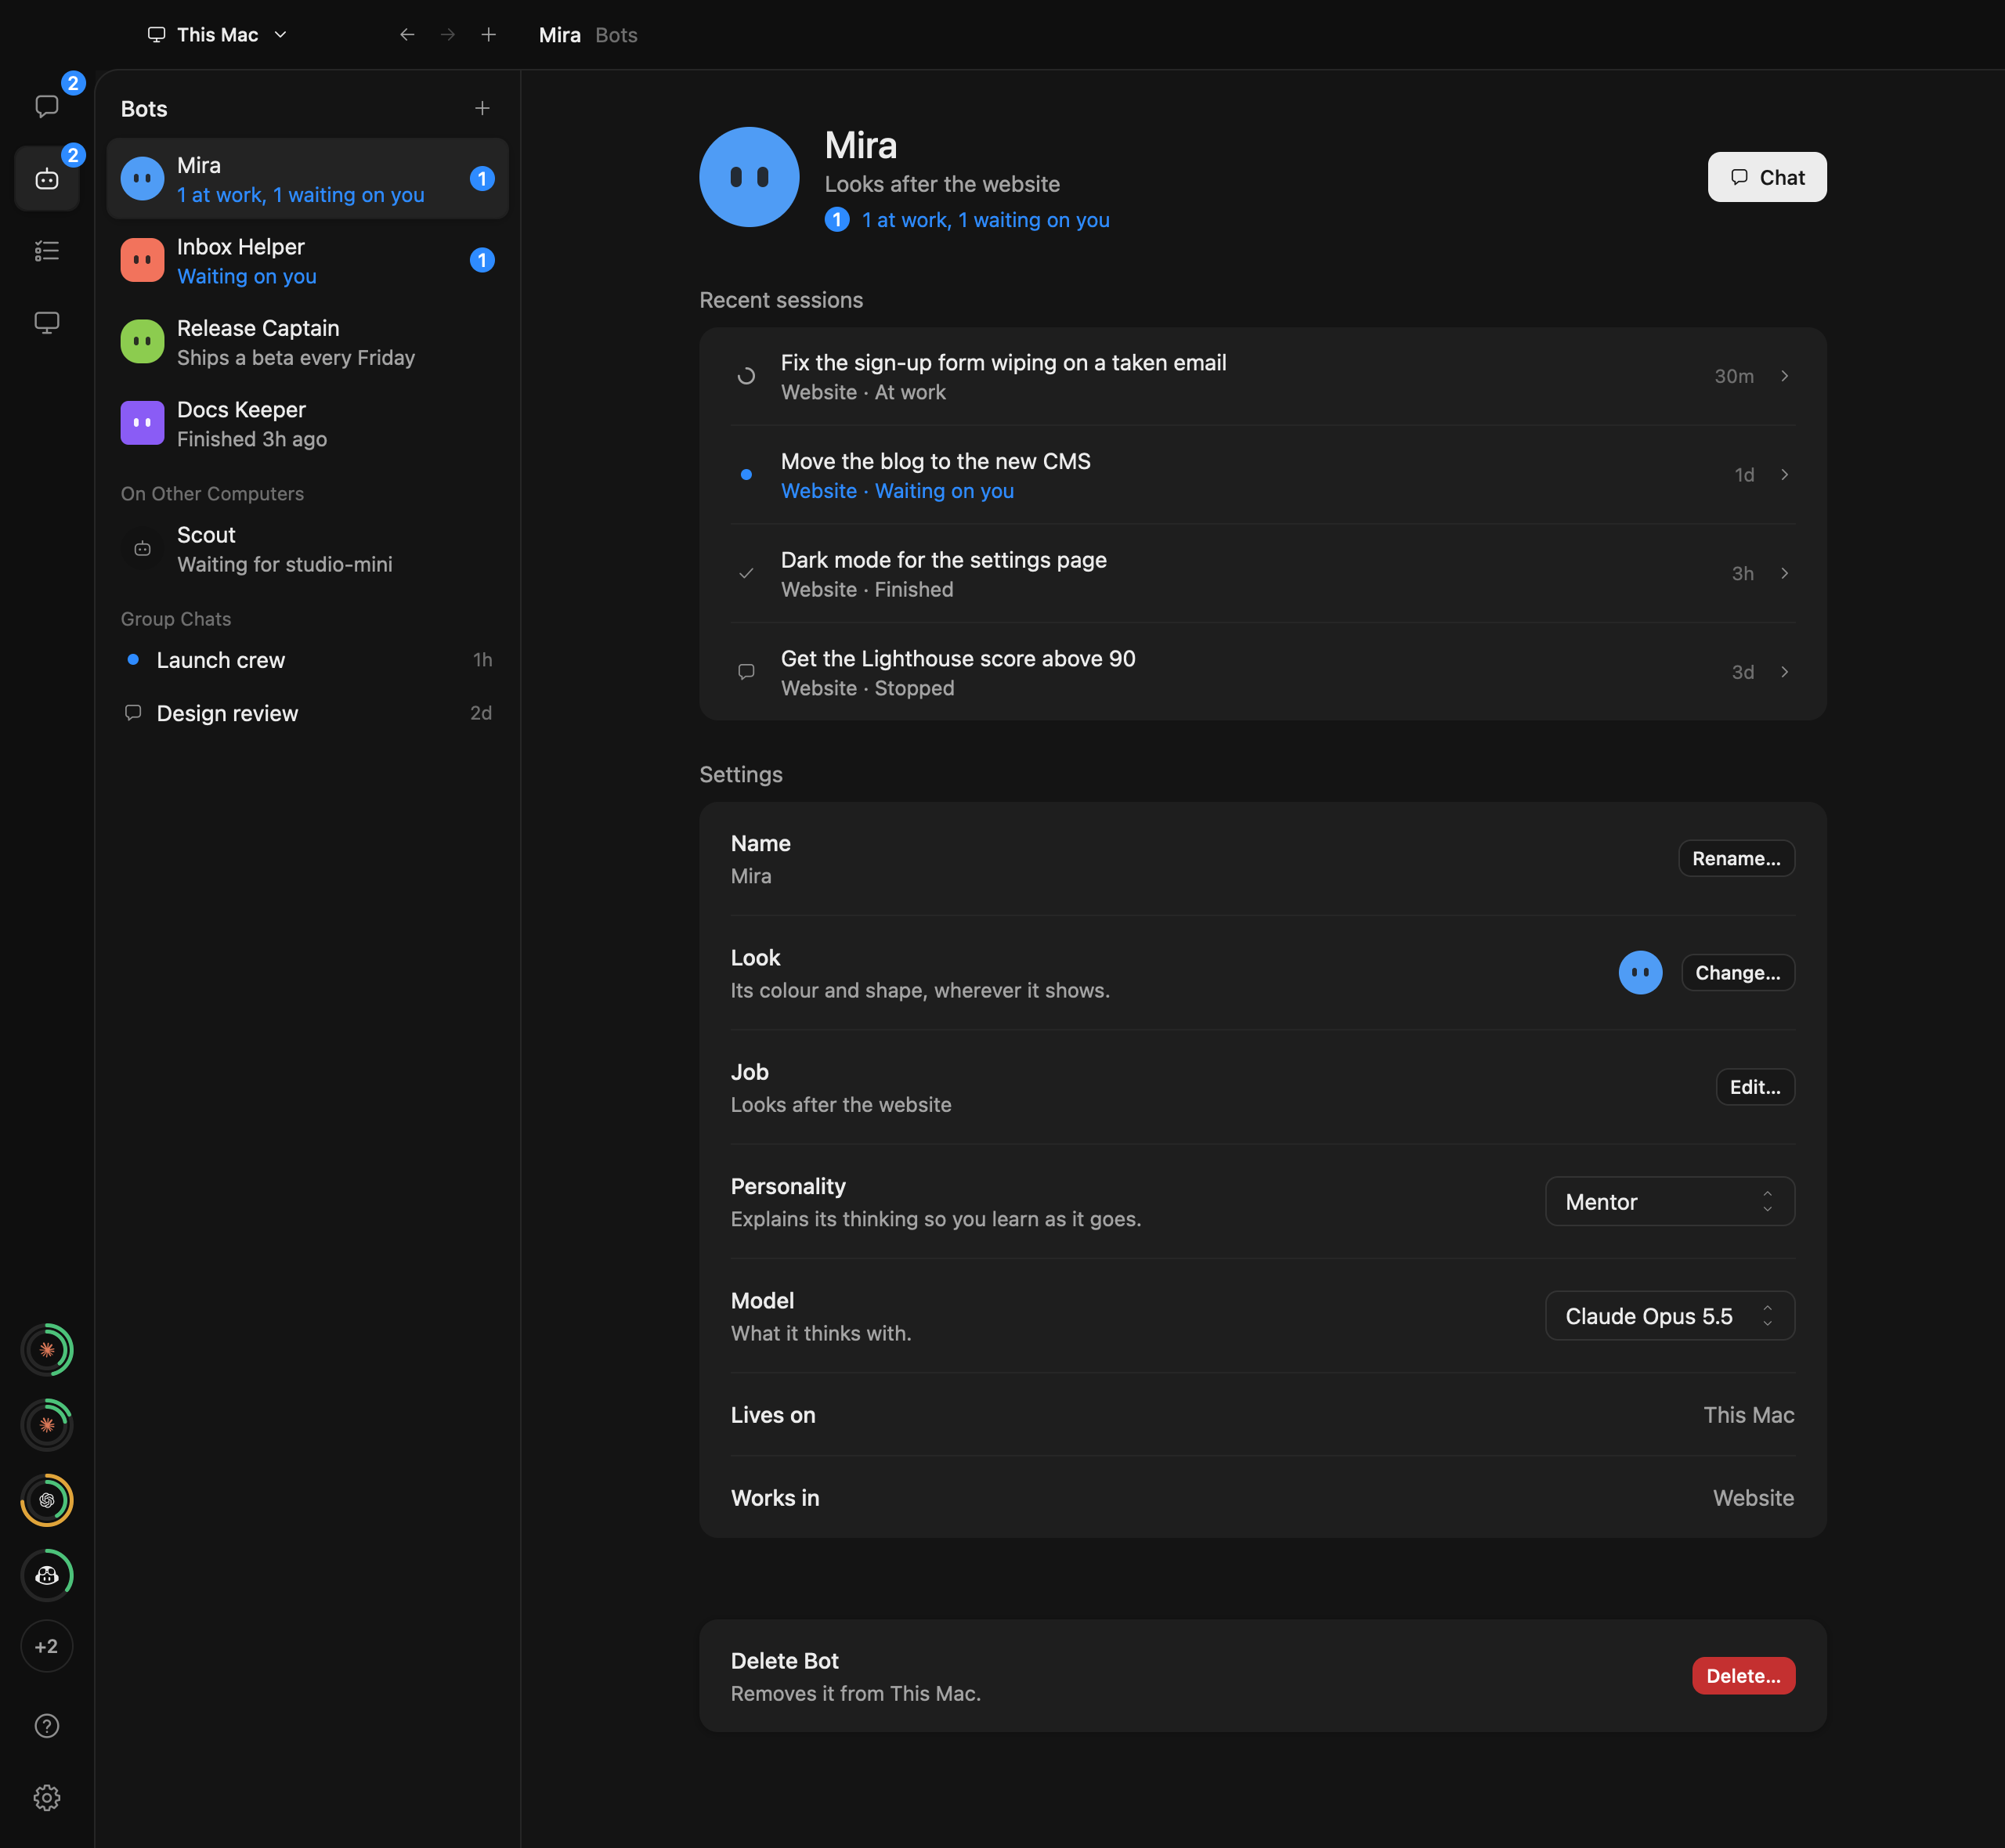 This Mac
Mira Bots
2
2
Bots
Mira
1 at work, 1 waiting on you
1
Inbox Helper
Waiting on you
1
Release Captain
Ships a beta every Friday
Docs Keeper
Finished 3h ago
On Other Computers
Scout
Waiting for studio-mini
Group Chats
Launch crew 1h
Design review 2d
+2
Mira
Looks after the website
1 1 at work, 1 waiting on you
Chat
Recent sessions
Fix the sign-up form wiping on a taken email
Website · At work
30m
Move the blog to the new CMS
Website · Waiting on you
1d
Dark mode for the settings page
Website · Finished
3h
Get the Lighthouse score above 90
Website · Stopped
3d
Settings
Name
Mira
Rename...
Look
Its colour and shape, wherever it shows.
Change...
Job
Looks after the website
Edit...
Personality
Explains its thinking so you learn as it goes.
Mentor
Model
What it thinks with.
Claude Opus 5.5
Lives on This Mac
Works in Website
Delete Bot
Removes it from This Mac.
Delete...